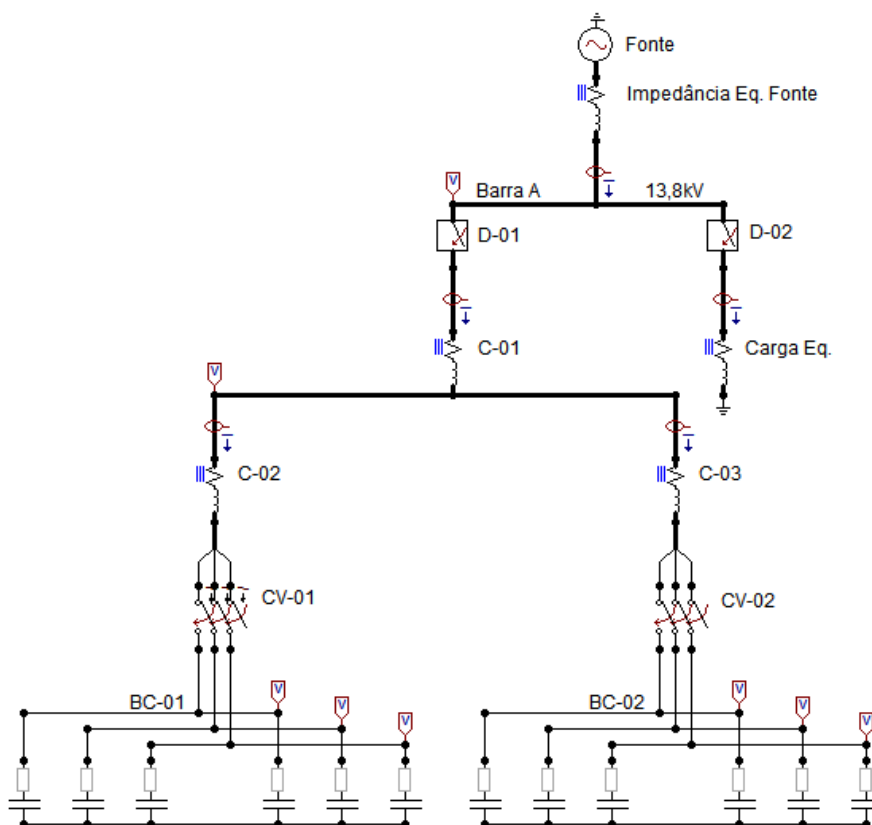 Fonte
Impedância Eq. Fonte
V
Barra A
13,8kV
D-01
D-02
I
I
I
C-01
Carga Eq.
V
I
I
C-02
C-03
CV-01
CV-02
BC-01
V
V
V
BC-02
V
V
V